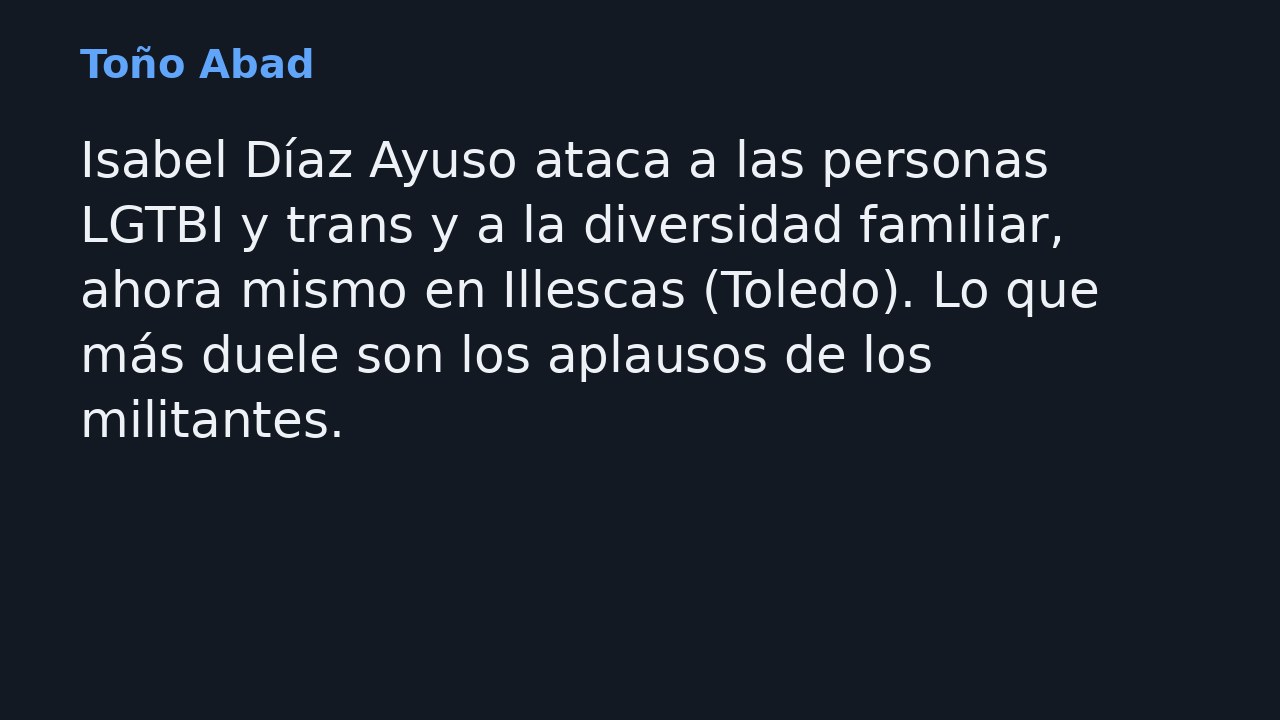 Toño Abad
Isabel Díaz Ayuso ataca a las personas
LGTBI y trans y a la diversidad familiar,
ahora mismo en Illescas (Toledo). Lo que
más duele son los aplausos de los
militantes.